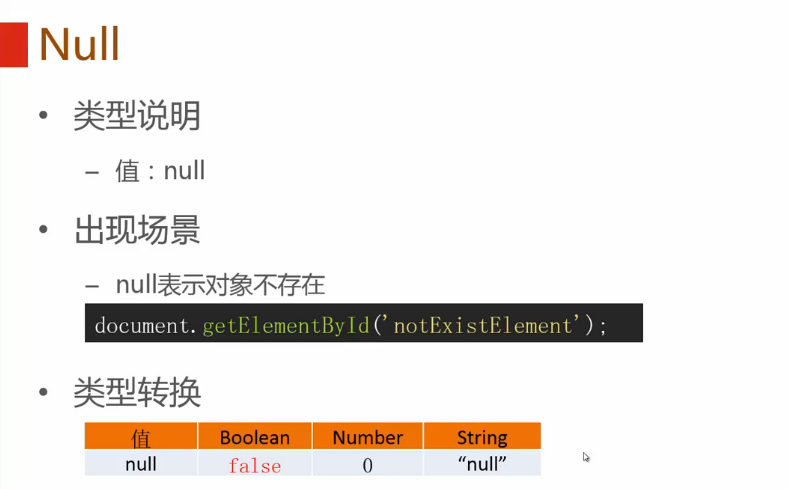 Null
• 类型说明
– 值：null
• 出现场景
– null表示对象不存在
document.getElementById('notExistElement');
• 类型转换
值 Boolean Number String
null false 0 “null”